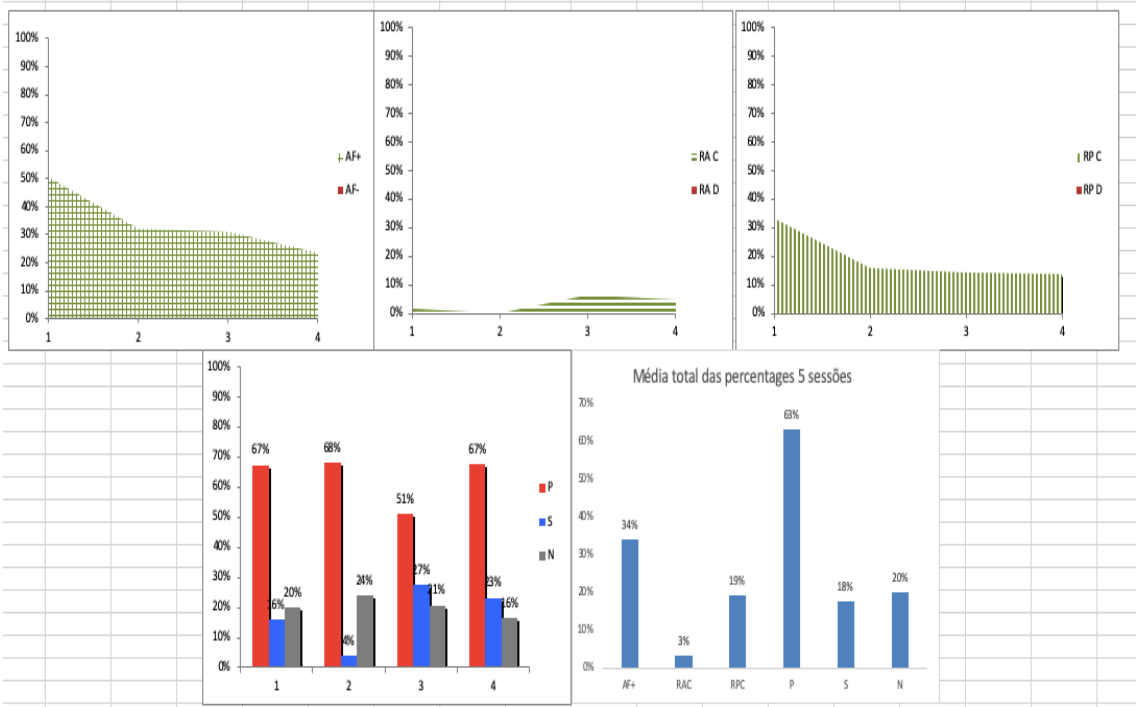 100%
90%
80%
70%
60%
50%
40%
30%
20%
10%
0%
1 2 3 4
AF+
AF-
100%
90%
80%
70%
60%
50%
40%
30%
20%
10%
0%
1 2 3 4
RA C
RA D
100%
90%
80%
70%
60%
50%
40%
30%
20%
10%
0%
1 2 3 4
RP C
RP D
100%
90%
80%
70%
60%
50%
40%
30%
20%
10%
0%
67% 16% 20%
68% 4% 24%
51% 27% 21%
67% 23% 16%
1 2 3 4
P
S
N
Média total das percentages 5 sessões
70%
60%
50%
40%
30%
20%
10%
0%
34% 3% 19% 63% 18% 20%
AF+ RAC RPC P S N